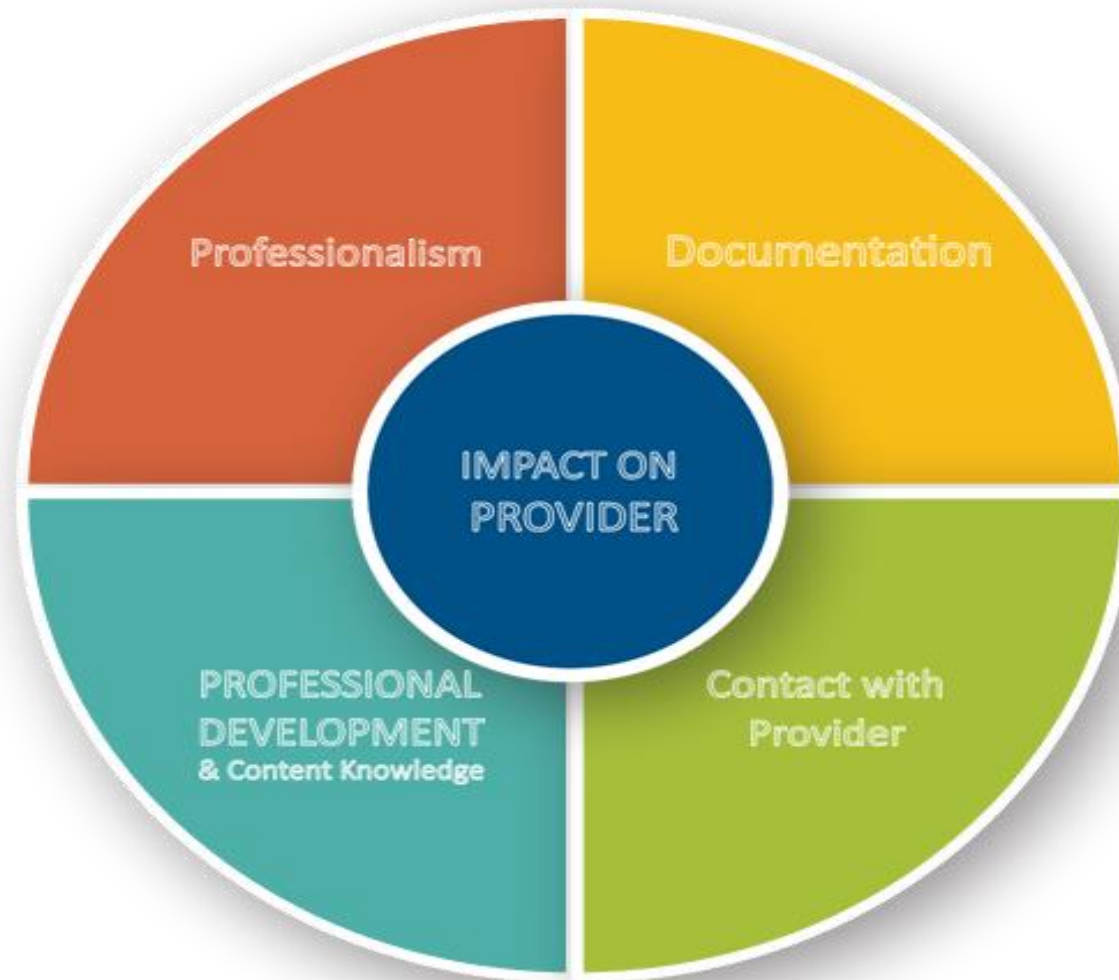 Professionalism
Documentation
IMPACT ON
PROVIDER
PROFESSIONAL
DEVELOPMENT
& Content Knowledge
Contact with
Provider